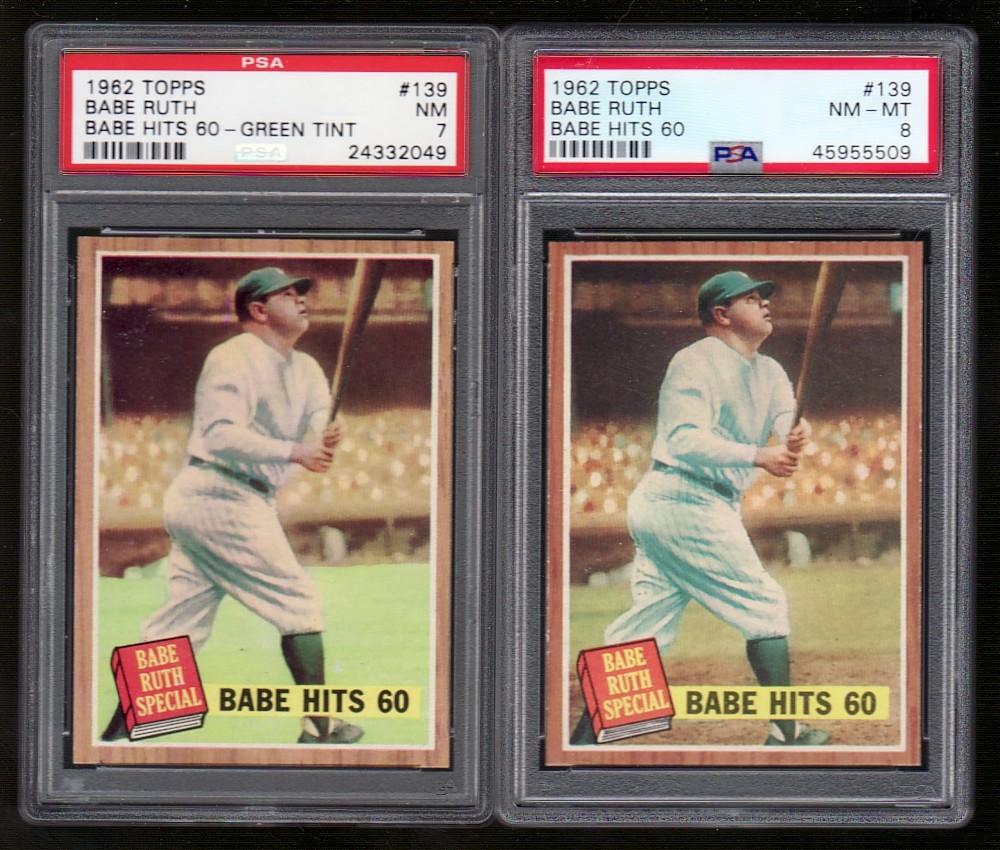 PSA
1962 TOPPS #139
BABE RUTH NM
BABE HITS 60 - GREEN TINT 7
PSA 24332049
BABE
RUTH
SPECIAL
BABE HITS 60
1962 TOPPS #139
BABE RUTH NM - MT
BABE HITS 60 8
PSA 45955509
BABE
RUTH
SPECIAL
BABE HITS 60